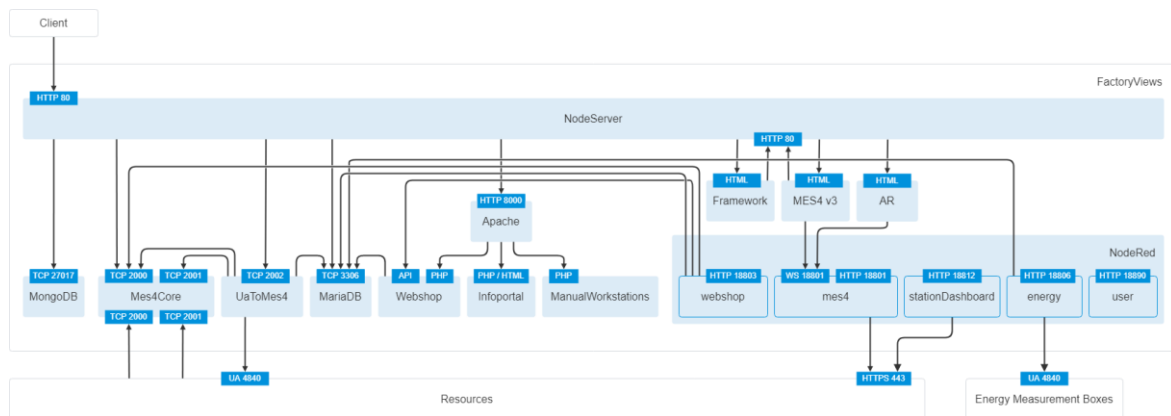 Client
FactoryViews
HTTP 80
NodeServer
HTTP 80
HTML
Framework
HTML
MES4 v3
HTML
AR
HTTP 8000
Apache
NodeRed
TCP 27017
MongoDB
TCP 2000
TCP 2001
Mes4Core
TCP 2000
TCP 2001
TCP 2002
UaToMes4
TCP 3306
MariaDB
API
PHP
Webshop
PHP / HTML
Infoportal
PHP
ManualWorkstations
HTTP 18803
webshop
WS 18801
HTTP 18801
mes4
HTTP 18812
stationDashboard
HTTP 18806
energy
HTTP 18890
user
UA 4840
HTTPS 443
Resources
UA 4840
Energy Measurement Boxes